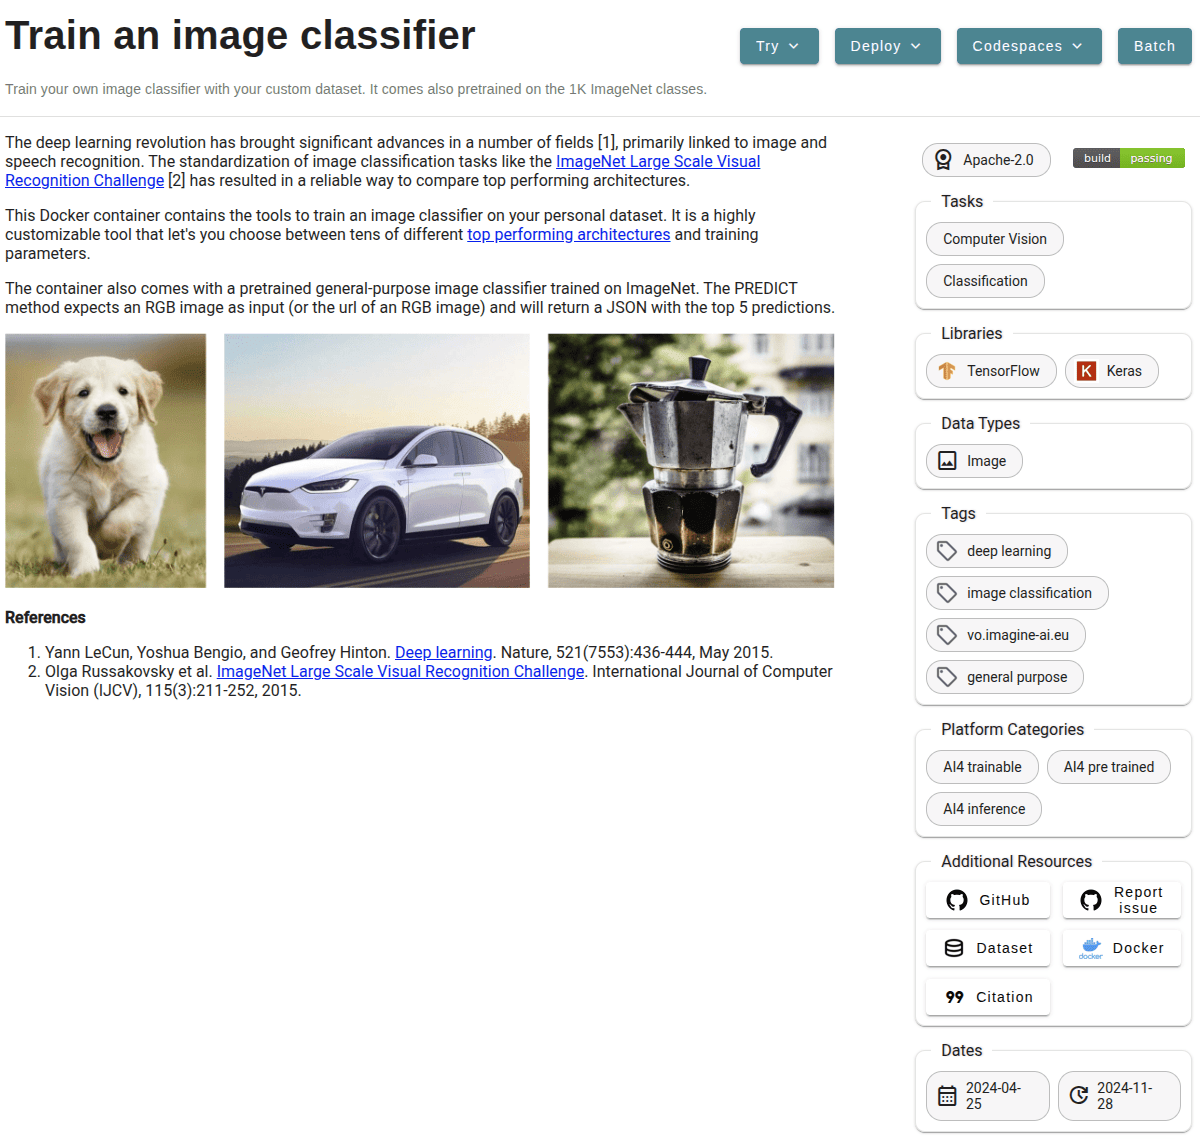 Train an image classifier
Try
Deploy
Codespaces
Batch
Train your own image classifier with your custom dataset. It comes also pretrained on the 1K ImageNet classes.
The deep learning revolution has brought significant advances in a number of fields [1], primarily linked to image and
speech recognition. The standardization of image classification tasks like the ImageNet Large Scale Visual
Recognition Challenge [2] has resulted in a reliable way to compare top performing architectures.
This Docker container contains the tools to train an image classifier on your personal dataset. It is a highly
customizable tool that let's you choose between tens of different top performing architectures and training
parameters.
The container also comes with a pretrained general-purpose image classifier trained on ImageNet. The PREDICT
method expects an RGB image as input (or the url of an RGB image) and will return a JSON with the top 5 predictions.
References
1. Yann LeCun, Yoshua Bengio, and Geofrey Hinton. Deep learning. Nature, 521(7553):436-444, May 2015.
2. Olga Russakovsky et al. ImageNet Large Scale Visual Recognition Challenge. International Journal of Computer
Vision (IJCV), 115(3):211-252, 2015.
Apache-2.0
build passing
Tasks
Computer Vision
Classification
Libraries
TensorFlow
K Keras
Data Types
Image
Tags
deep learning
image classification
vo.imagine-ai.eu
general purpose
Platform Categories
AI4 trainable
AI4 pre trained
AI4 inference
Additional Resources
GitHub
Report
issue
Dataset
docker Docker
Citation
Dates
2024-04-
25
2024-11-
28